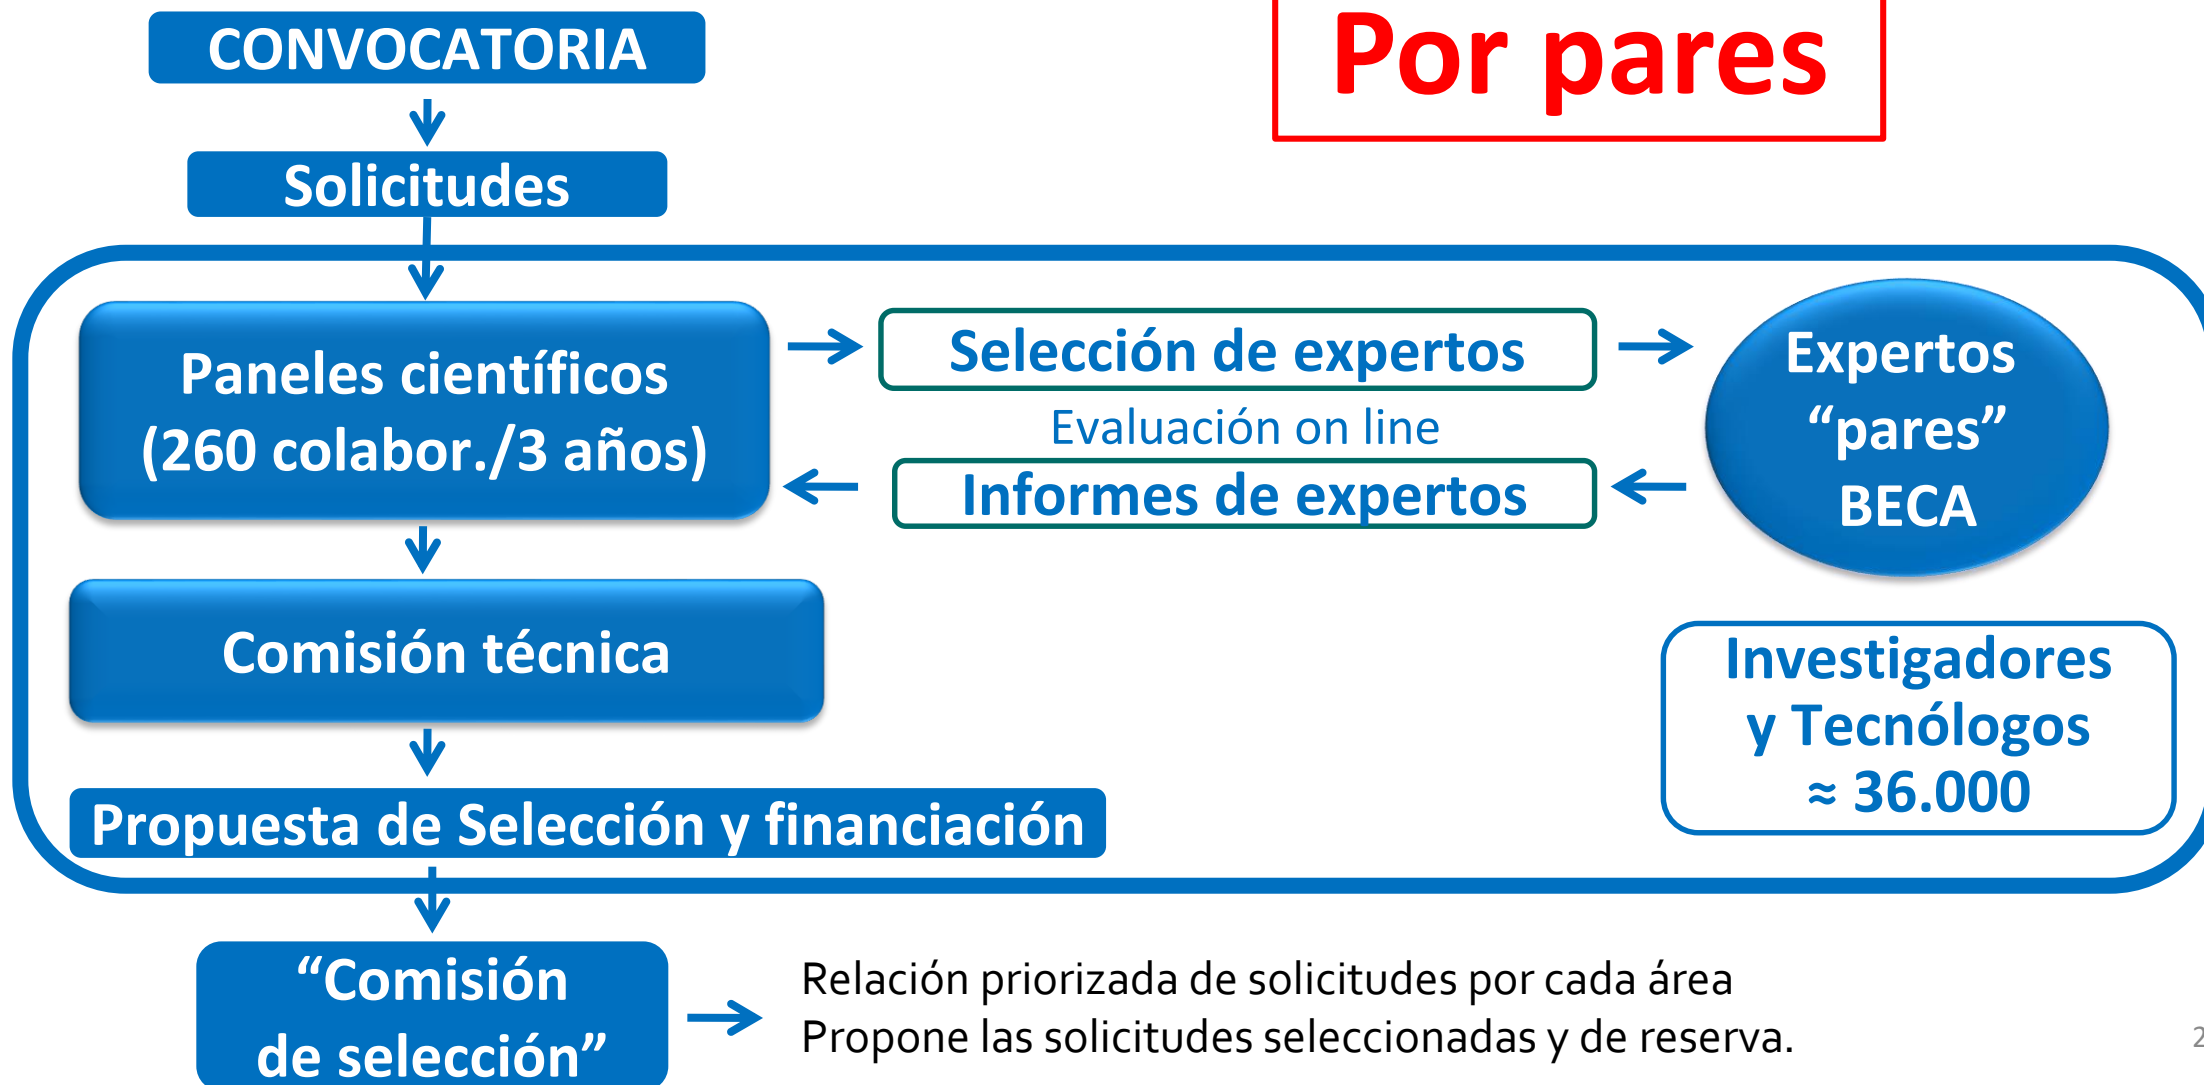 CONVOCATORIA
Por pares
Solicitudes
Paneles científicos
(260 colabor./3 años)
Selección de expertos
Evaluación on line
Informes de expertos
Expertos
“pares”
BECA
Comisión técnica
Investigadores
y Tecnólogos
≈ 36.000
Propuesta de Selección y financiación
“Comisión
de selección”
Relación priorizada de solicitudes por cada área
Propone las solicitudes seleccionadas y de reserva.
2